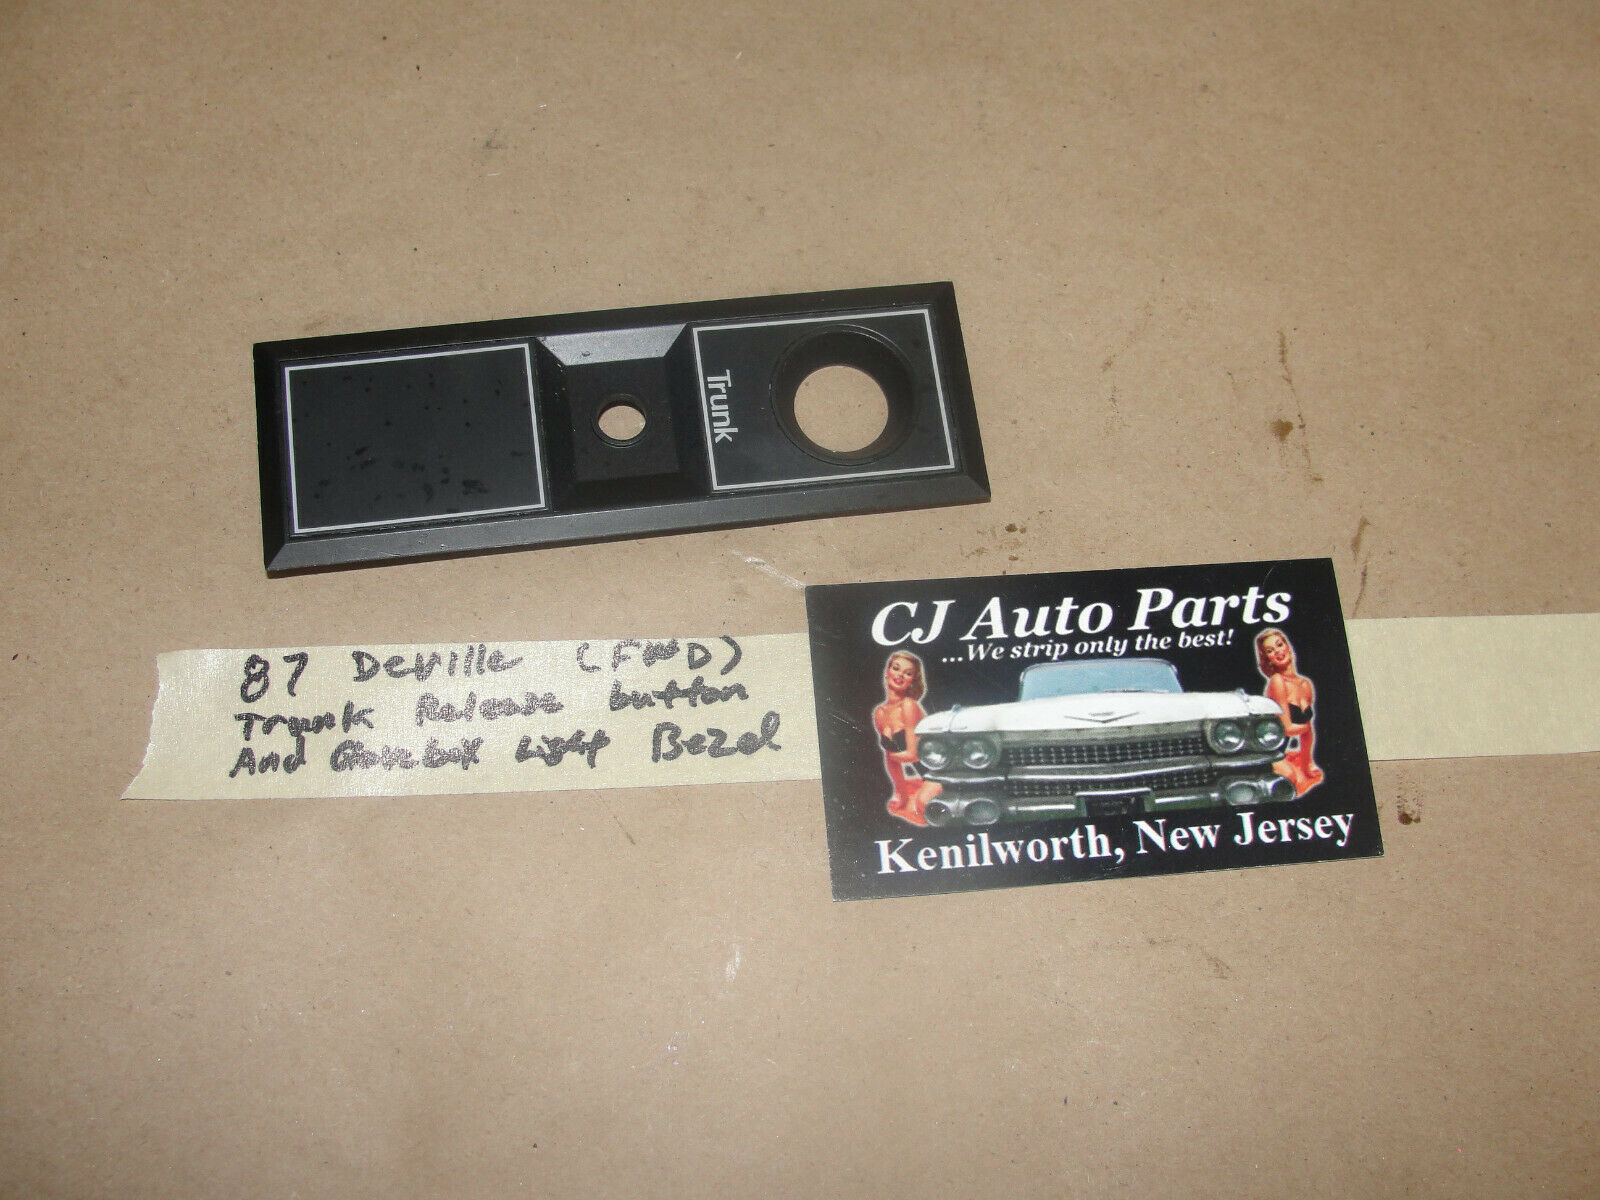 Trunk
87 Deville (FWD)
Trunk Release button
And Glovebox Light Bezel
CJ Auto Parts
...We strip only the best!
Kenilworth, New Jersey